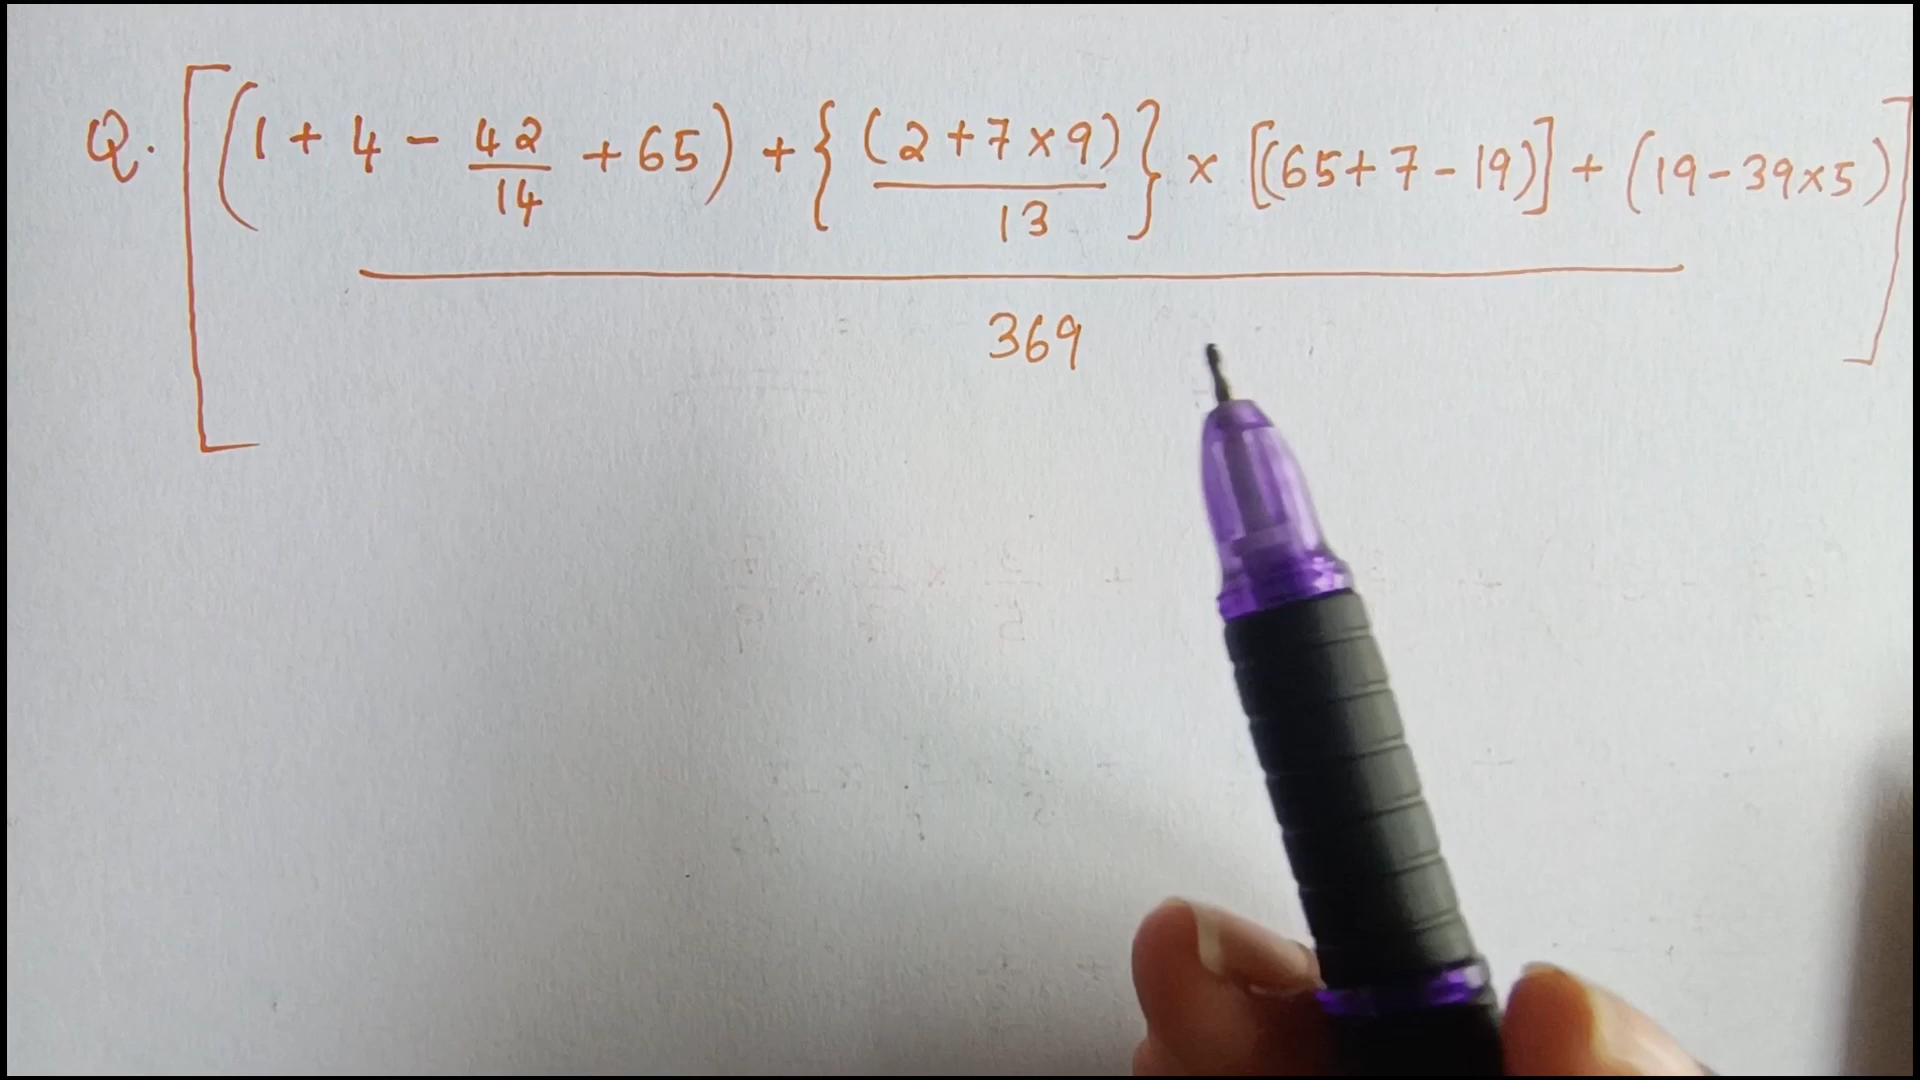 Q. [ (1 + 4 - 42/14 + 65) + { (2 + 7 × 9)/13 } × [(65 + 7 - 19)] + (19 - 39 × 5) ]
369